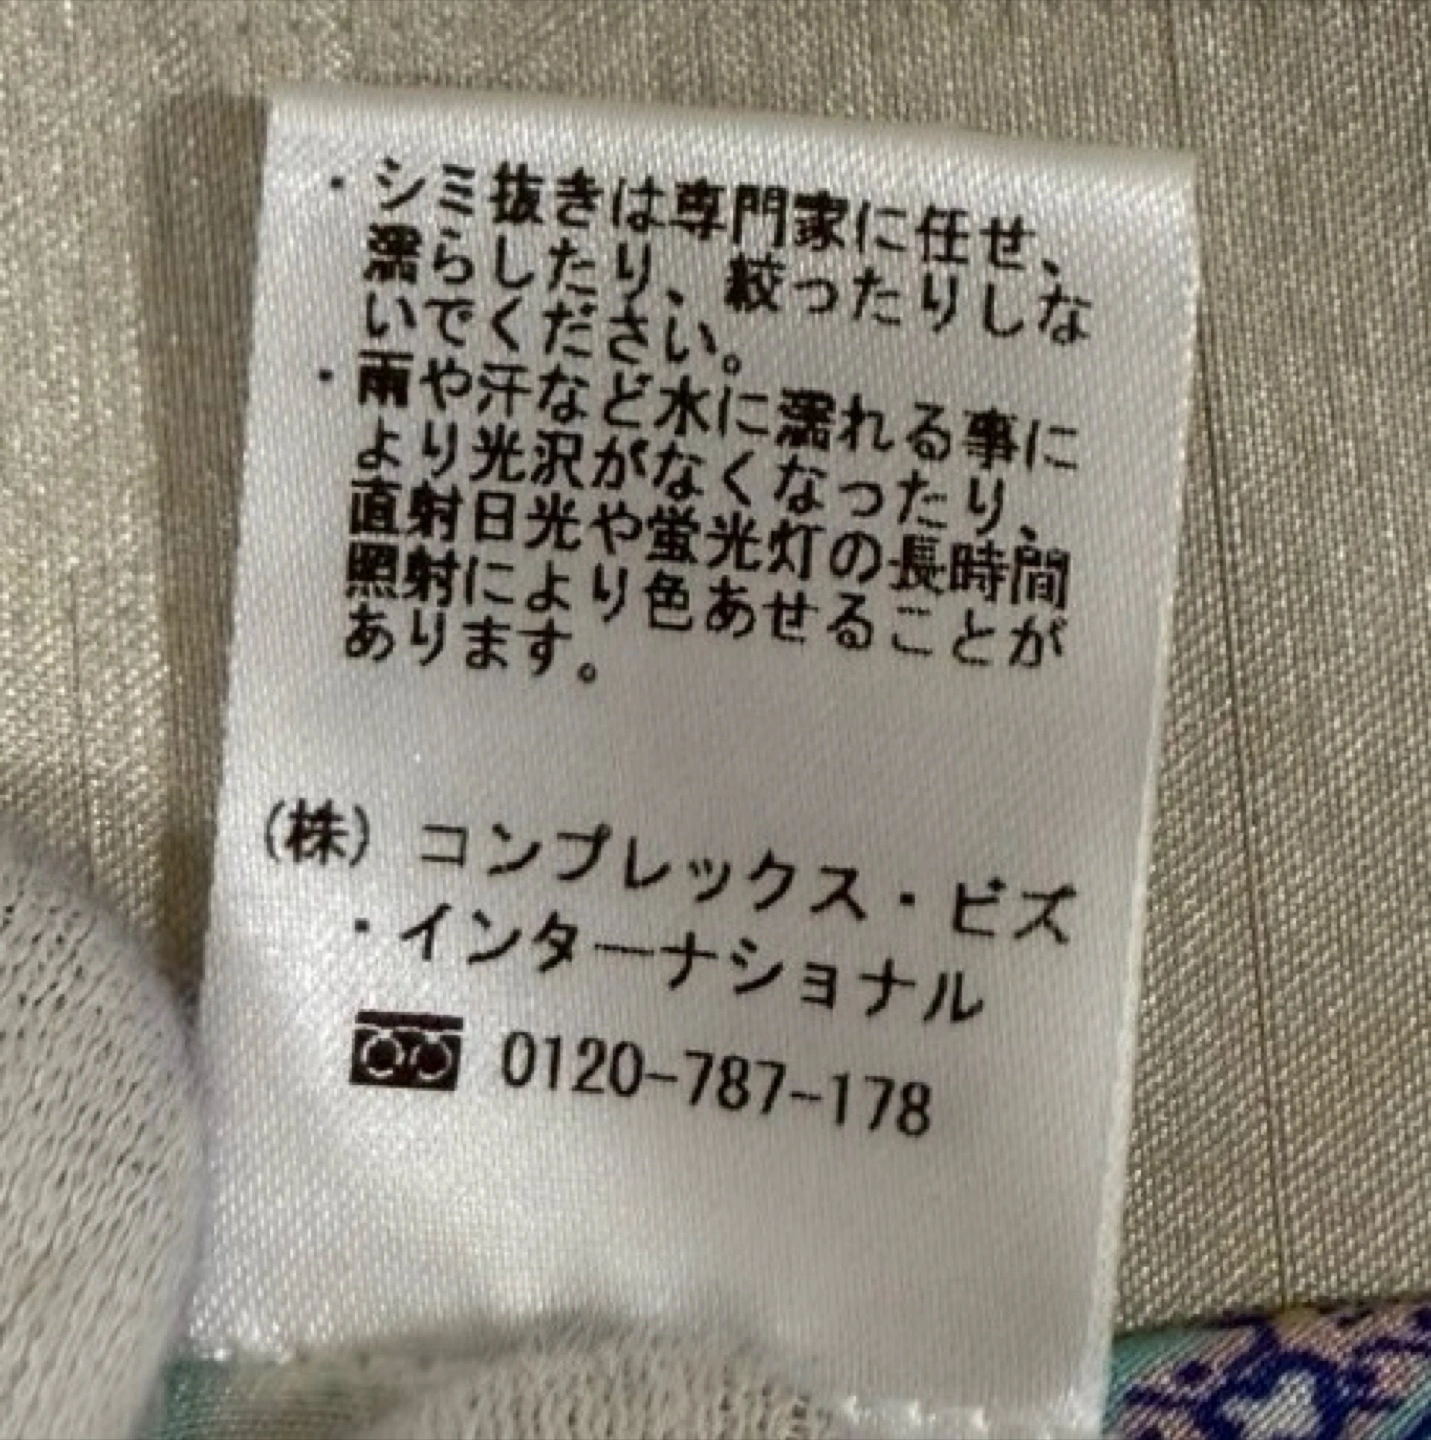 ・シミ抜きは専門家に任せ、
濡らしたり、絞ったりしな
いでください。
・雨や汗など水に濡れる事に
より光沢がなくなったり、
直射日光や蛍光灯の長時間
照射により色あせることが
あります。
(株) コンプレックス・ビズ
・インターナショナル
0120-787-178